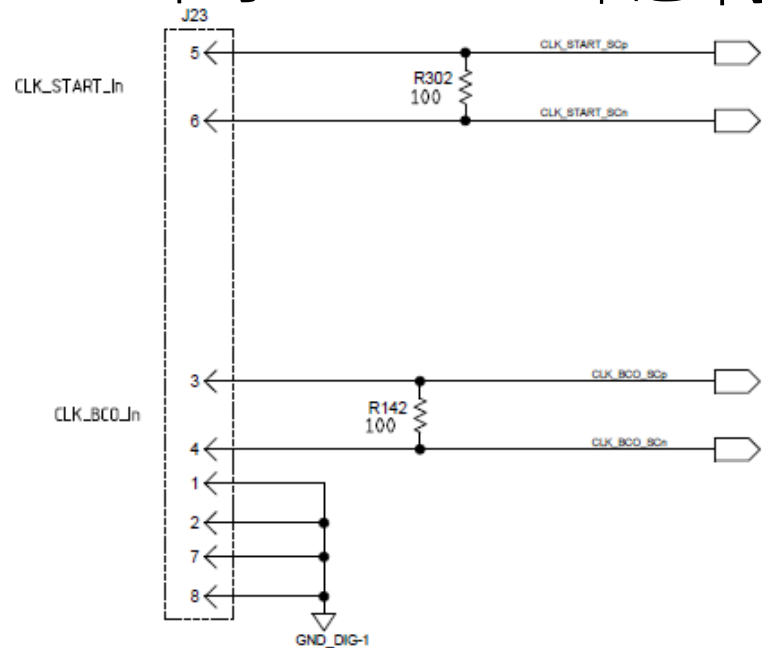 J23
5
CLK_START_SCp
CLK_START_In
R302
100
6
CLK_START_SCn
3
CLK_BCO_SCp
CLK_BCO_In
R142
100
4
CLK_BCO_SCn
1
2
7
8
GND_DIG-1